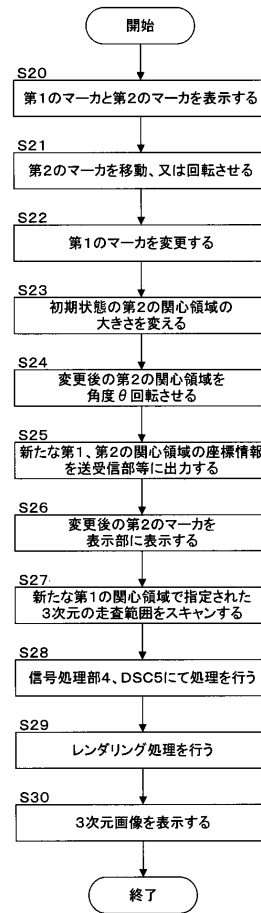 開始
S20
第1のマーカと第2のマーカを表示する
S21
第2のマーカを移動、又は回転させる
S22
第1のマーカを変更する
S23
初期状態の第2の関心領域の
大きさを変える
S24
変更後の第2の関心領域を
角度θ回転させる
S25
新たな第1、第2の関心領域の座標情報
を送受信部等に出力する
S26
変更後の第2のマーカを
表示部に表示する
S27
新たな第1の関心領域で指定された
3次元の走査範囲をスキャンする
S28
信号処理部4、DSC5にて処理を行う
S29
レンダリング処理を行う
S30
3次元画像を表示する
終了